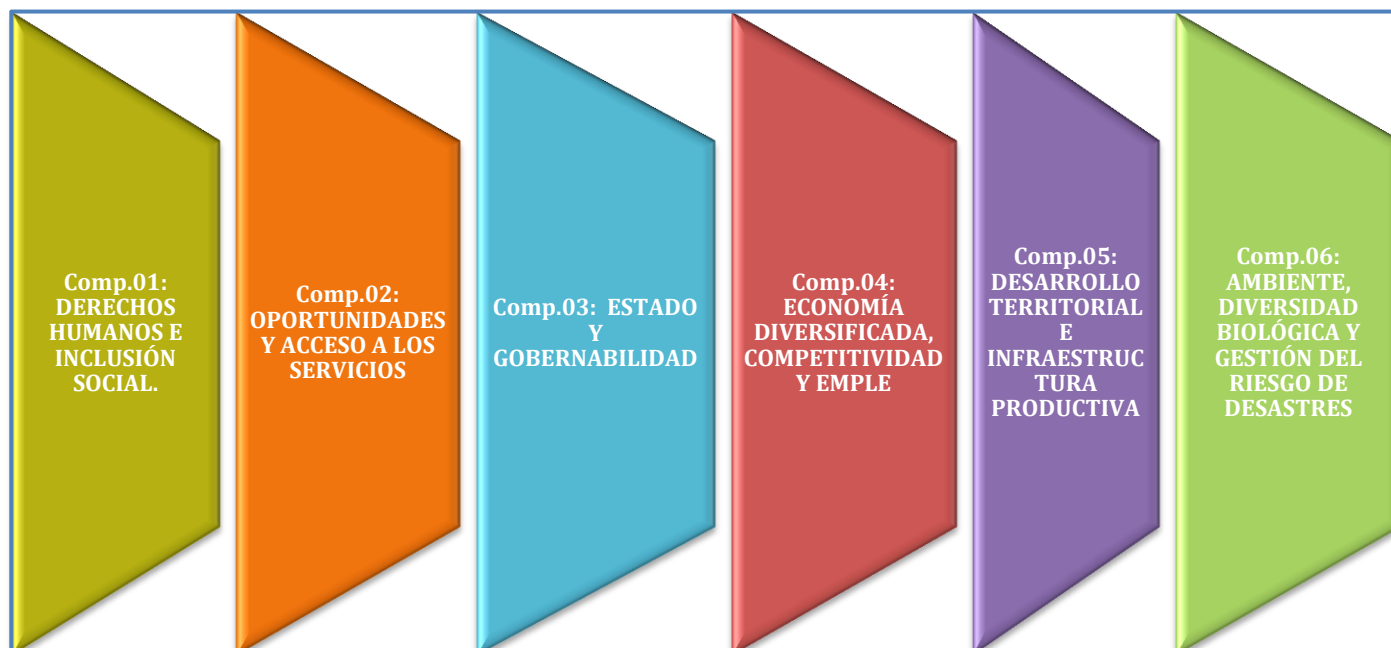 Comp.01:
DERECHOS
HUMANOS E
INCLUSIÓN
SOCIAL.
Comp.02:
OPORTUNIDADES
Y ACCESO A LOS
SERVICIOS
Comp.03: ESTADO
Y
GOBERNABILIDAD
Comp.04:
ECONOMÍA
DIVERSIFICADA,
COMPETITIVIDAD
Y EMPLE
Comp.05:
DESARROLLO
TERRITORIAL
E
INFRAESTRUC
TURA
PRODUCTIVA
Comp.06:
AMBIENTE,
DIVERSIDAD
BIOLÓGICA Y
GESTIÓN DEL
RIESGO DE
DESASTRES